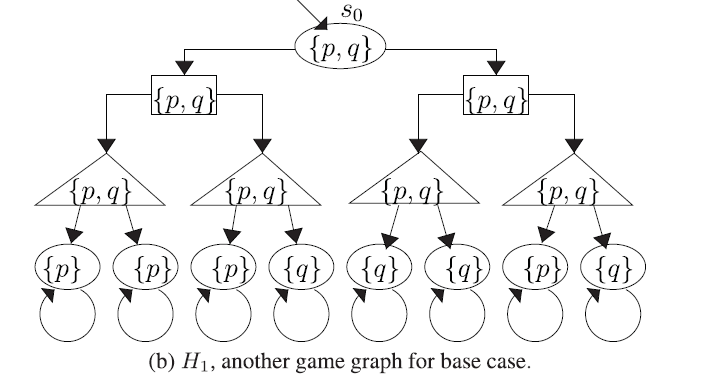 s₀
{p, q}
{p, q} {p, q}
{p, q} {p, q} {p, q} {p, q}
{p} {p} {p} {q} {q} {q} {p} {q}
(b) H₁, another game graph for base case.